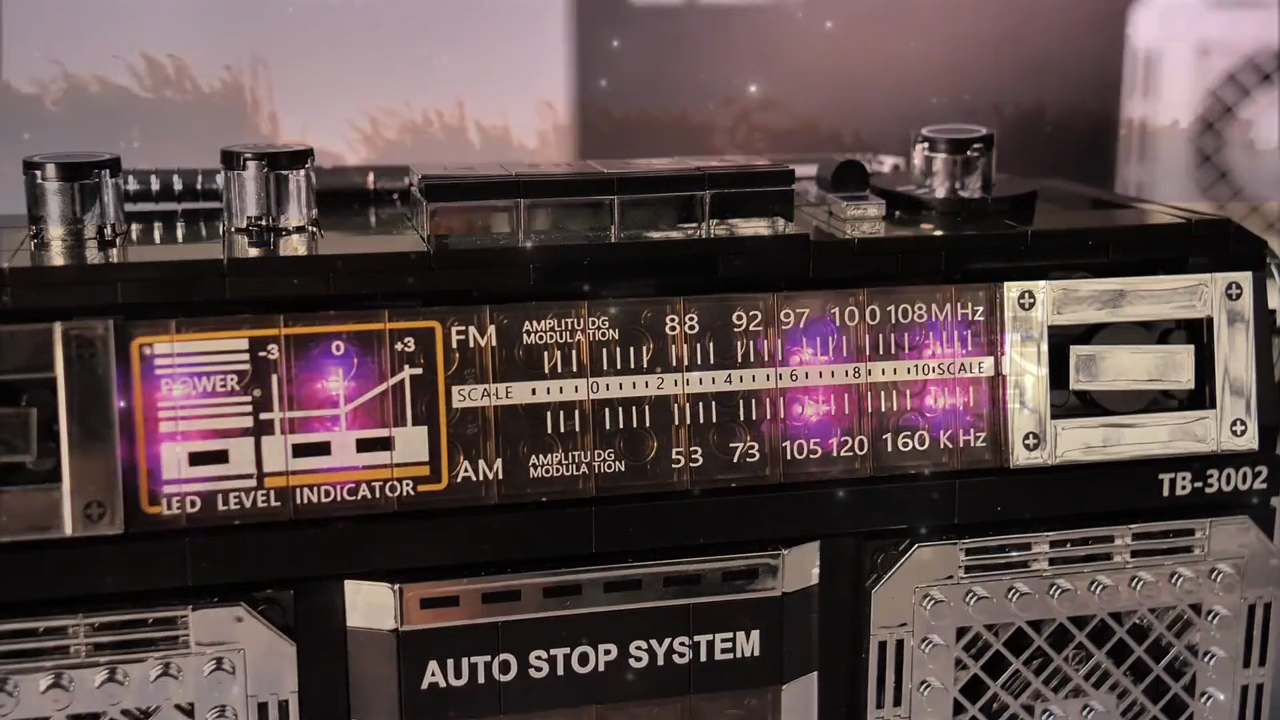 -3 0 +3
POWER
LED LEVEL INDICATOR
FM AMPLITU DG 88 92 97 10 0 108 M Hz
MODULA TION
SCALE 0 2 4 6 8 10 SCALE
AM AMPLITU DG 53 73 105 120 160 K Hz
MODULA TION
TB-3002
AUTO STOP SYSTEM